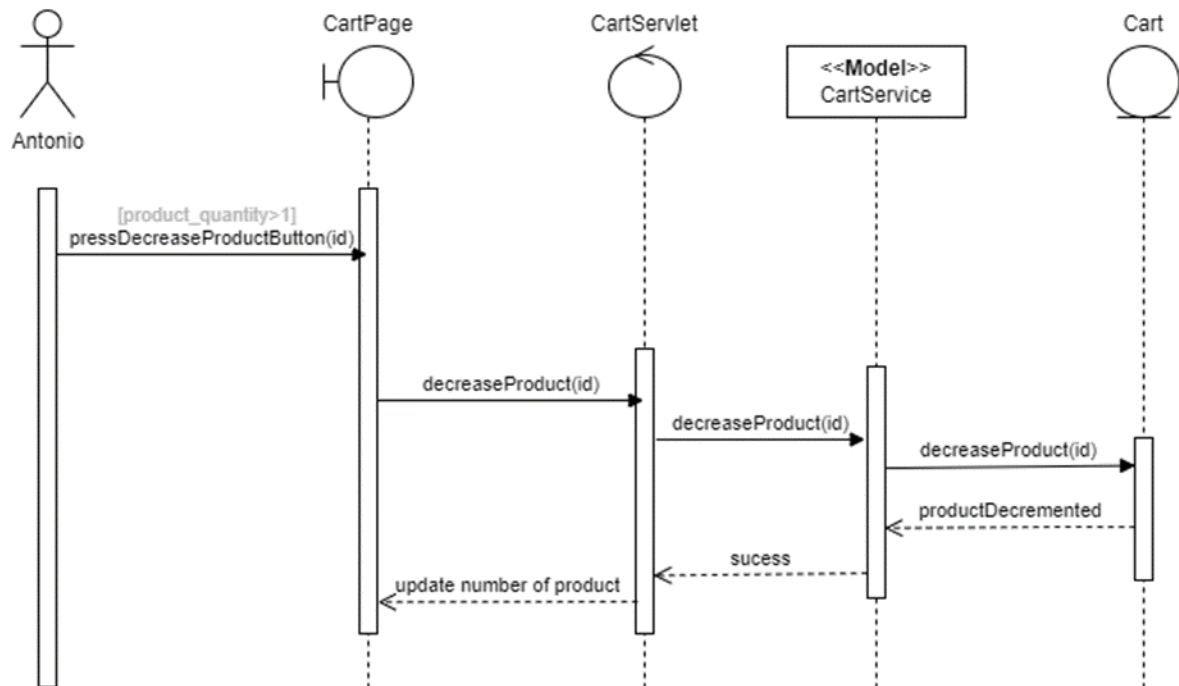 CartPage
CartServlet
Cart
<<Model>>
CartService
Antonio
[product_quantity>1]
pressDecreaseProductButton(id)
decreaseProduct(id)
decreaseProduct(id)
decreaseProduct(id)
productDecremented
sucess
update number of product